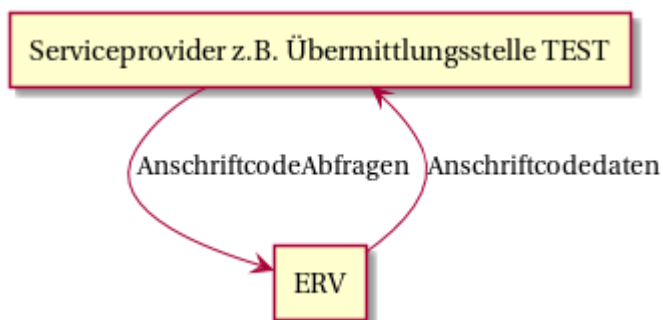 Serviceprovider z.B. Übermittlungsstelle TEST
AnschriftcodeAbfragen
Anschriftcodedaten
ERV